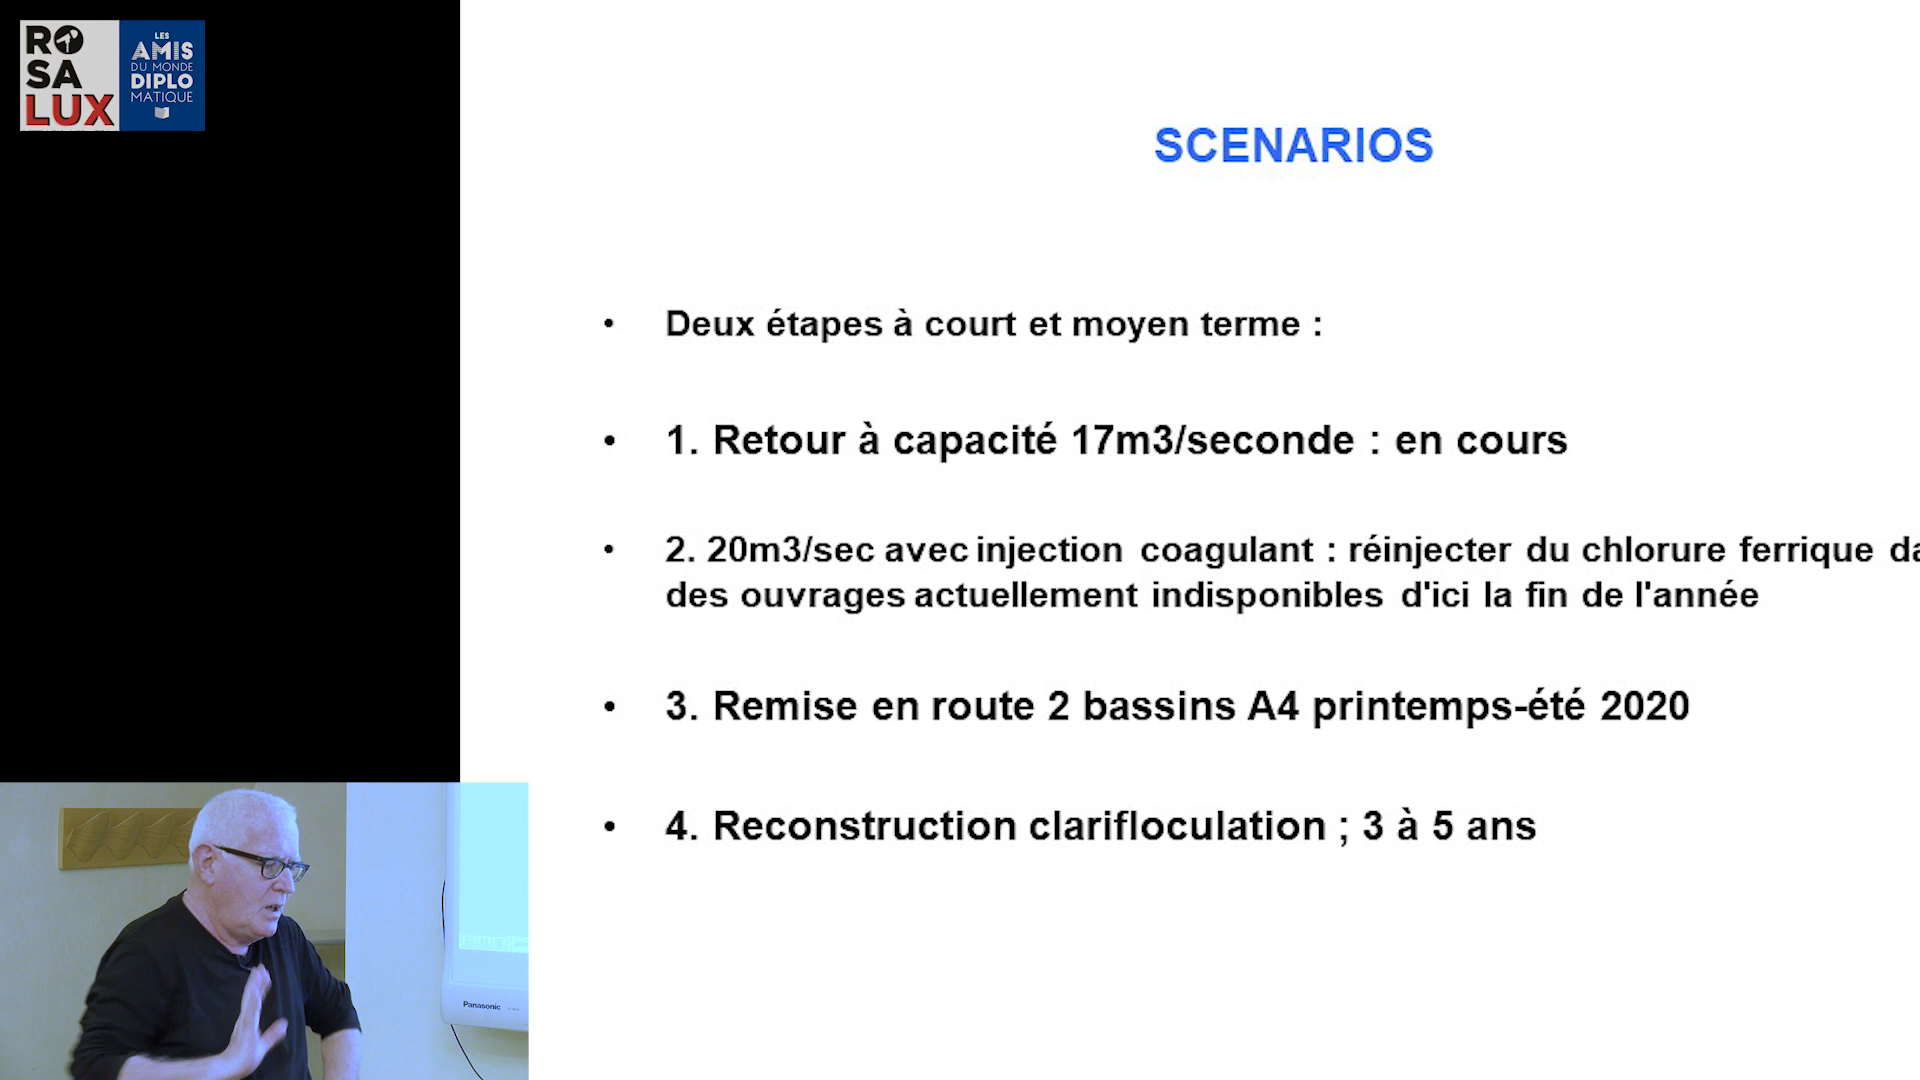 RO
SA
LUX
LES
AMIS
DU MONDE
DIPLO
MATIQUE
SCENARIOS
• Deux étapes à court et moyen terme :
• 1. Retour à capacité 17m3/seconde : en cours
• 2. 20m3/sec avec injection coagulant : réinjecter du chlorure ferrique da
des ouvrages actuellement indisponibles d'ici la fin de l'année
• 3. Remise en route 2 bassins A4 printemps-été 2020
• 4. Reconstruction clarifloculation ; 3 à 5 ans
Panasonic